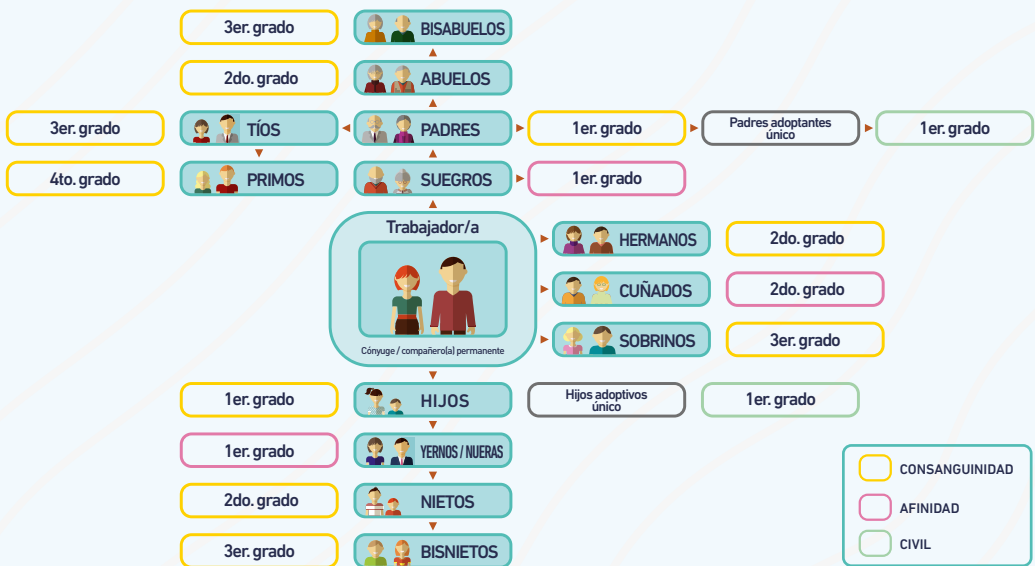 3er. grado
BISABUELOS
2do. grado
ABUELOS
3er. grado
TÍOS
PADRES
1er. grado
Padres adoptantes
único
1er. grado
4to. grado
PRIMOS
SUEGROS
1er. grado
Trabajador/a
Cónyuge / compañero(a) permanente
HERMANOS
2do. grado
CUÑADOS
2do. grado
SOBRINOS
3er. grado
1er. grado
HIJOS
Hijos adoptivos
único
1er. grado
1er. grado
YERNOS / NUERAS
2do. grado
NIETOS
3er. grado
BISNIETOS
CONSANGUINIDAD
AFINIDAD
CIVIL